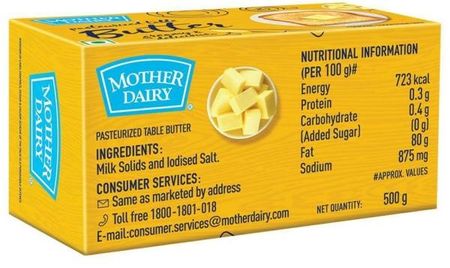 pasteurized table
Butter
MOTHER
DAIRY
MOTHER
DAIRY
PASTEURIZED TABLE BUTTER
INGREDIENTS:
Milk Solids and Iodised Salt.
CONSUMER SERVICES:
Same as marketed by address
Toll free 1800-1801-018
E-mail:consumer.services@motherdairy.com
NUTRITIONAL INFORMATION
(PER 100 g)#
Energy 723 kcal
Protein 0.3 g
Carbohydrate 0.4 g
(Added Sugar) (0 g)
Fat 80 g
Sodium 875 mg
#APPROX. VALUES
NET QUANTITY: 500 g